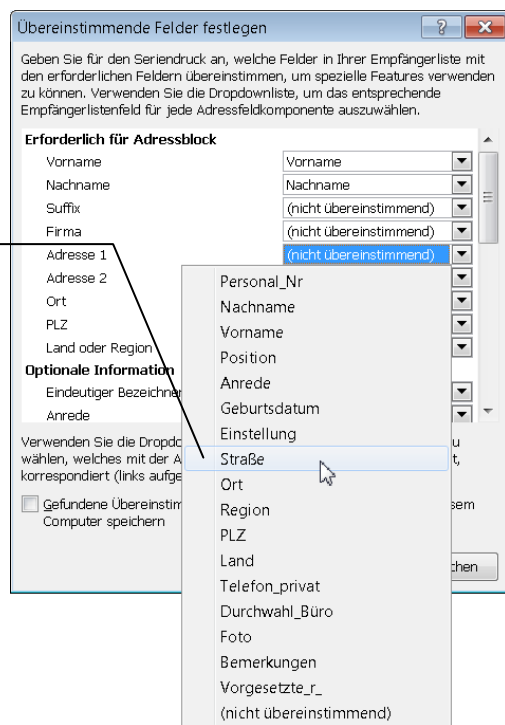 Übereinstimmende Felder festlegen
Geben Sie für den Seriendruck an, welche Felder in Ihrer Empfängerliste mit
den erforderlichen Feldern übereinstimmen, um spezielle Features verwenden
zu können. Verwenden Sie die Dropdownliste, um das entsprechende
Empfängerlistenfeld für jede Adressfeldkomponente auszuwählen.
Erforderlich für Adressblock
Vorname Vorname
Nachname Nachname
Suffix (nicht übereinstimmend)
Firma (nicht übereinstimmend)
Adresse 1 (nicht übereinstimmend)
Adresse 2
Ort
PLZ
Land oder Region
Optionale Information
Eindeutiger Bezeichner
Anrede
Verwenden Sie die Dropdo
wählen, welches mit der A
korrespondiert (links aufge
Gefundene Übereinstim
Computer speichern
Personal_Nr
Nachname
Vorname
Position
Anrede
Geburtsdatum
Einstellung
Straße
Ort
Region
PLZ
Land
Telefon_privat
Durchwahl_Büro
Foto
Bemerkungen
Vorgesetzte_r_
(nicht übereinstimmend)